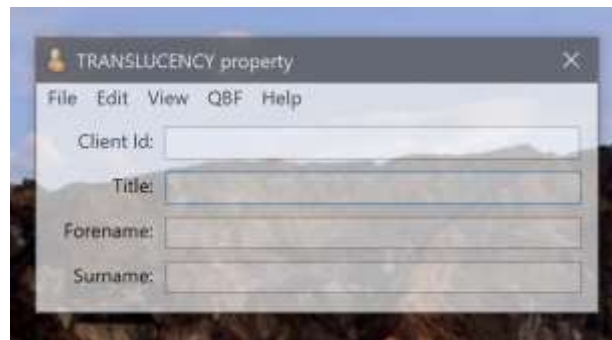 TRANSLUCENCY property
File Edit View QBF Help
Client Id:
Title:
Forename:
Surname: